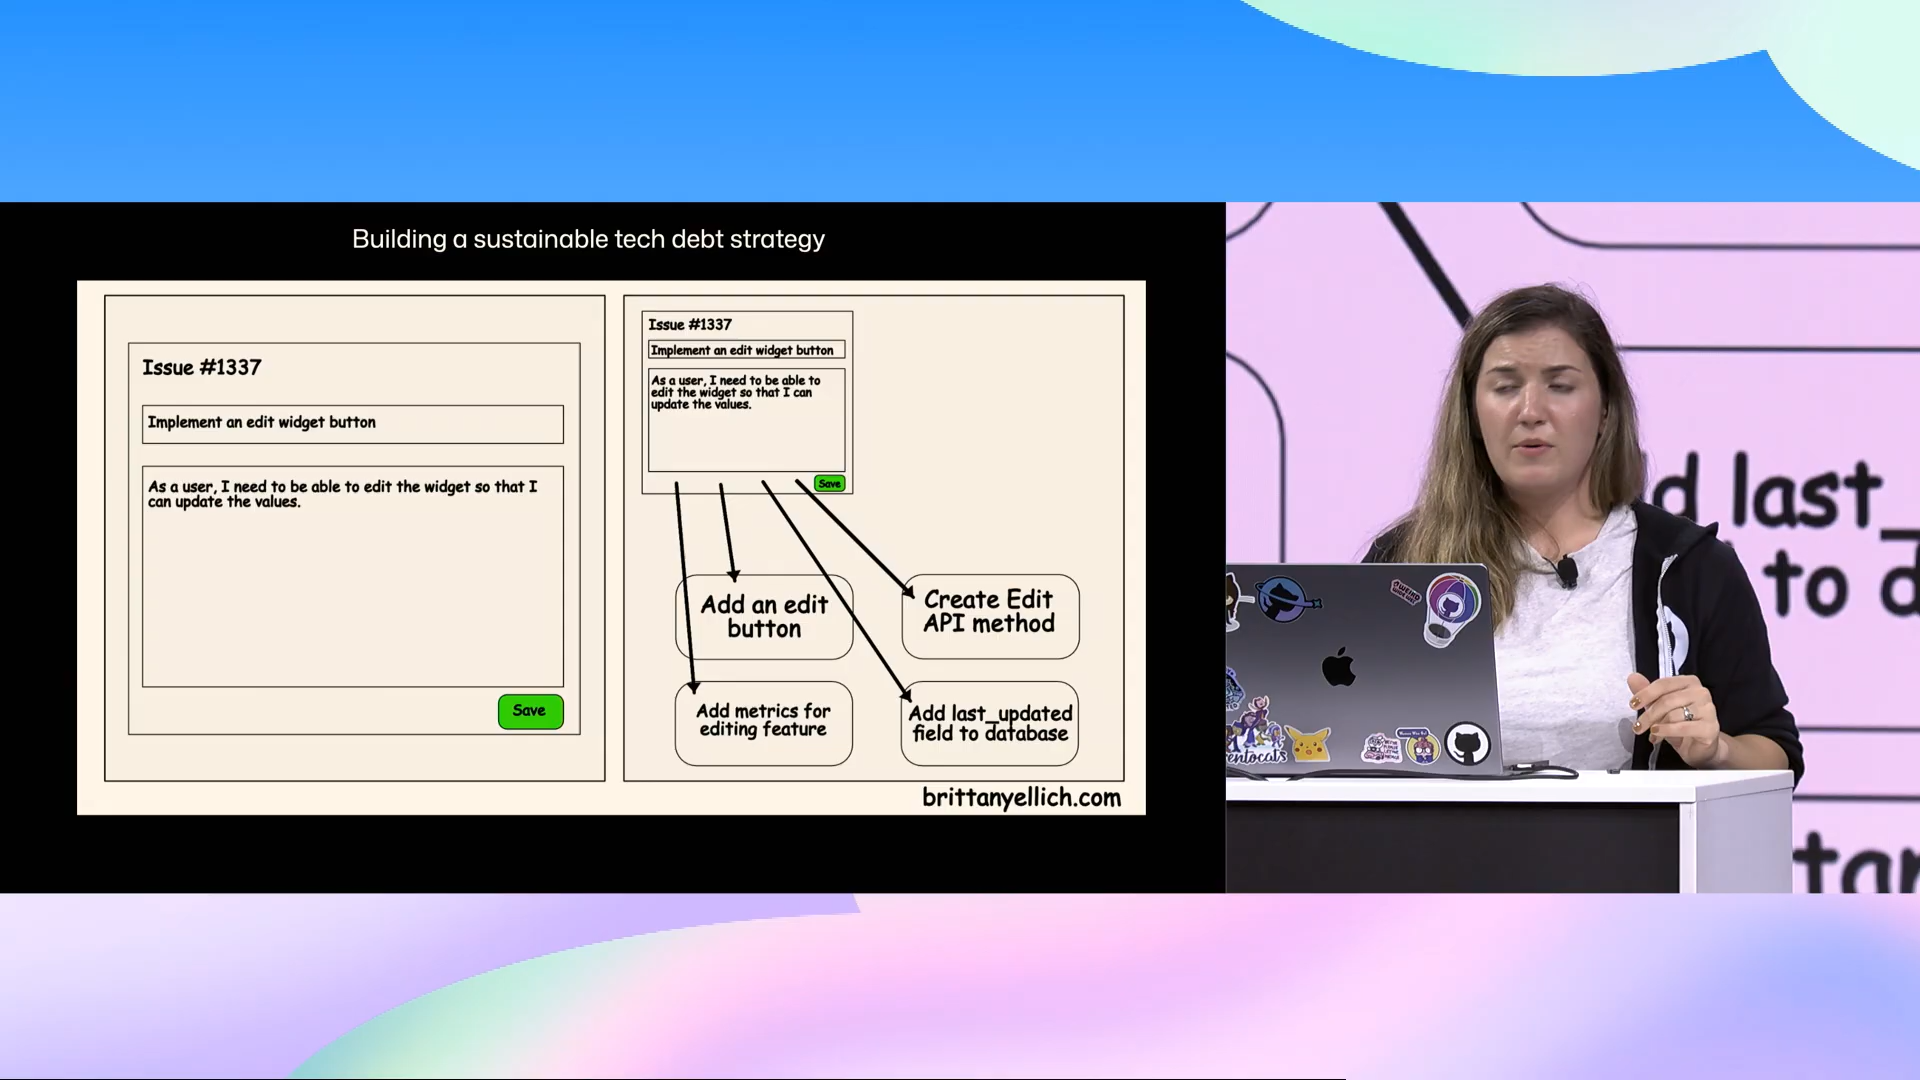 Building a sustainable tech debt strategy
Issue #1337
Implement an edit widget button
As a user, I need to be able to edit the widget so that I
can update the values.
Save
Issue #1337
Implement an edit widget button
As a user, I need to be able to
edit the widget so that I can
update the values.
Save
Add an edit
button
Create Edit
API method
Add metrics for
editing feature
Add last_updated
field to database
brittanyellich.com
d last_
to d
tar
entocats